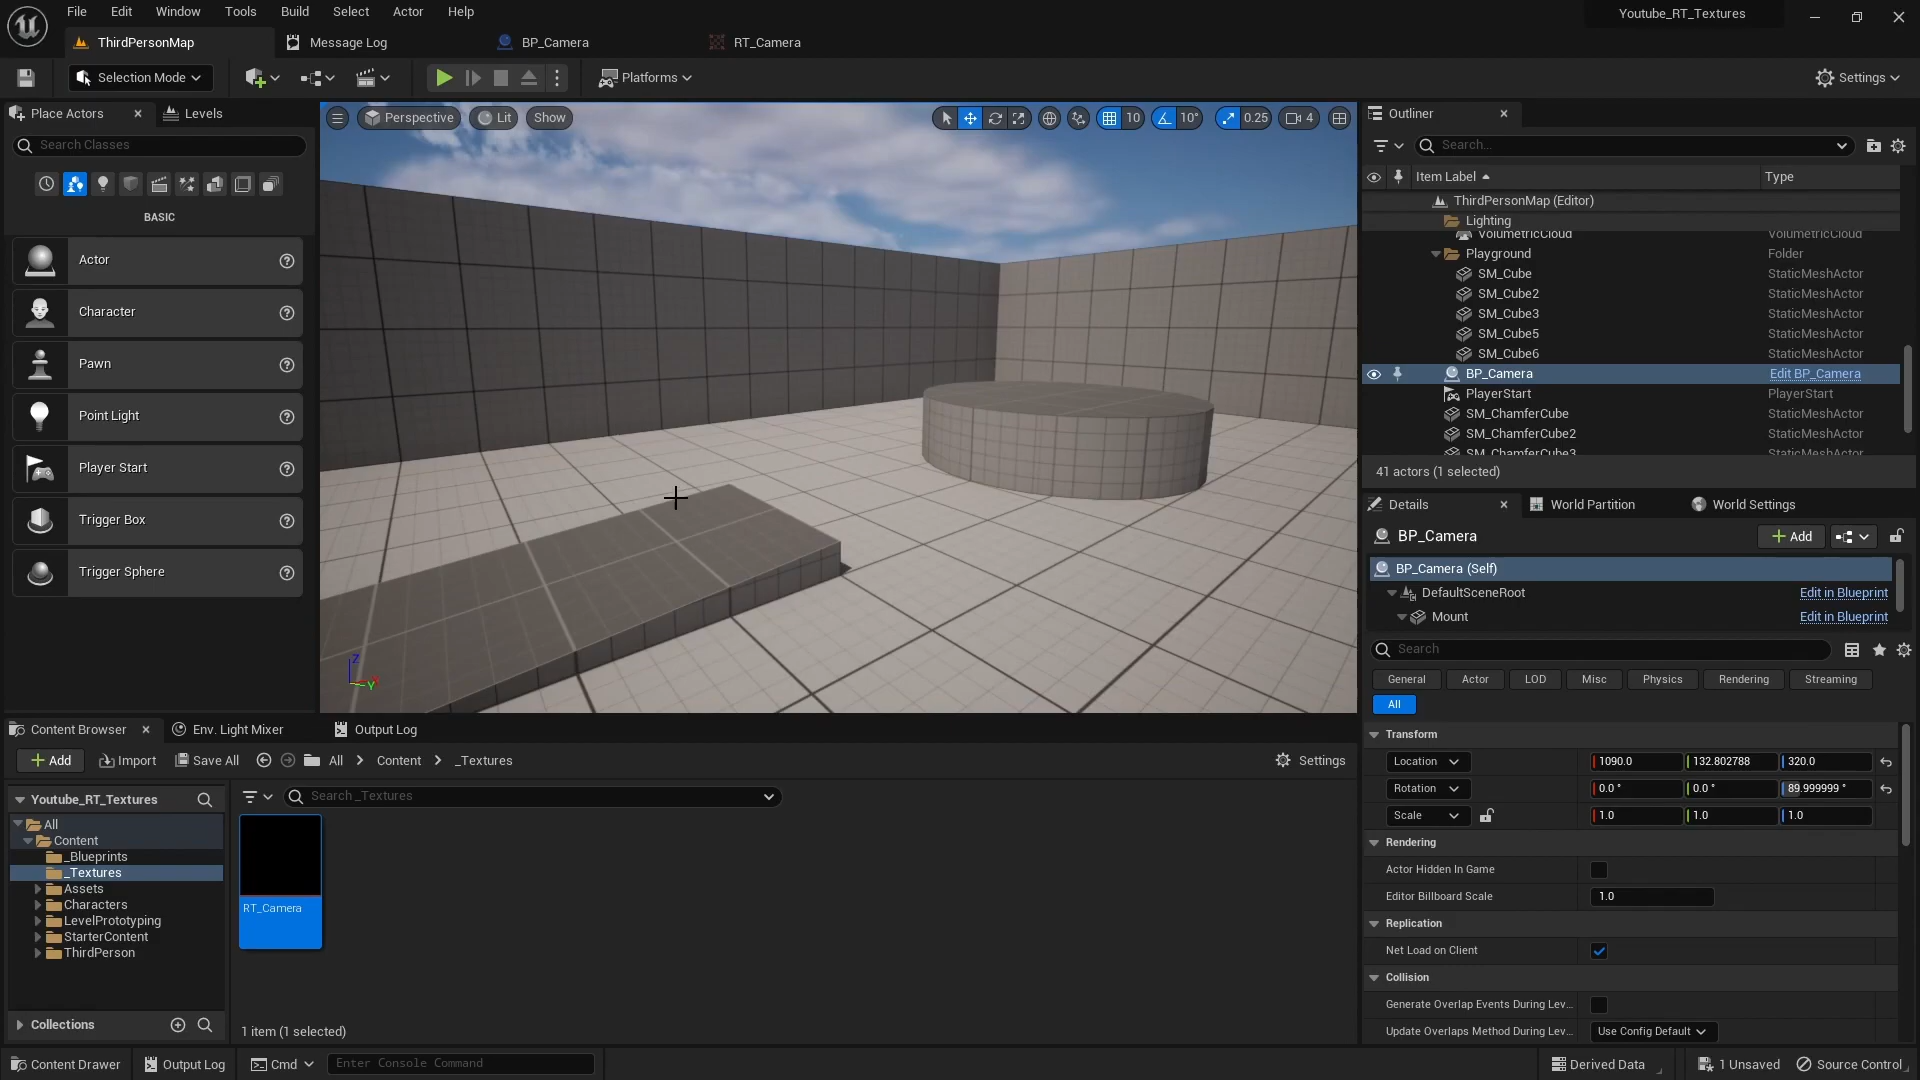 File Edit Window Tools Build Select Actor Help
Youtube_RT_Textures
ThirdPersonMap Message Log BP_Camera RT_Camera
Selection Mode Platforms Settings
Place Actors Levels
Search Classes
BASIC
Actor
Character
Pawn
Point Light
Player Start
Trigger Box
Trigger Sphere
Perspective Lit Show 10 10° 0.25 4
Z
Y
Outliner
Search...
Item Label Type
ThirdPersonMap (Editor)
Lighting
VolumetricCloud VolumetricCloud
Playground Folder
SM_Cube StaticMeshActor
SM_Cube2 StaticMeshActor
SM_Cube3 StaticMeshActor
SM_Cube5 StaticMeshActor
SM_Cube6 StaticMeshActor
BP_Camera Edit BP_Camera
PlayerStart PlayerStart
SM_ChamferCube StaticMeshActor
SM_ChamferCube2 StaticMeshActor
SM_ChamferCube3 StaticMeshActor
41 actors (1 selected)
Details World Partition World Settings
BP_Camera Add
BP_Camera (Self)
DefaultSceneRoot Edit in Blueprint
Mount Edit in Blueprint
Search
General Actor LOD Misc Physics Rendering Streaming
All
Transform
Location 1090.0 132.802788 320.0
Rotation 0.0 ° 0.0 ° 89.999999 °
Scale 1.0 1.0 1.0
Rendering
Actor Hidden In Game
Editor Billboard Scale 1.0
Replication
Net Load on Client
Collision
Generate Overlap Events During Lev...
Update Overlaps Method During Lev... Use Config Default
Content Browser Env. Light Mixer Output Log
Add Import Save All All Content _Textures Settings
Youtube_RT_Textures
Search _Textures
All
Content
_Blueprints
_Textures
Assets
Characters
LevelPrototyping
StarterContent
ThirdPerson
RT_Camera
Collections
1 item (1 selected)
Content Drawer Output Log Cmd Enter Console Command Derived Data 1 Unsaved Source Control